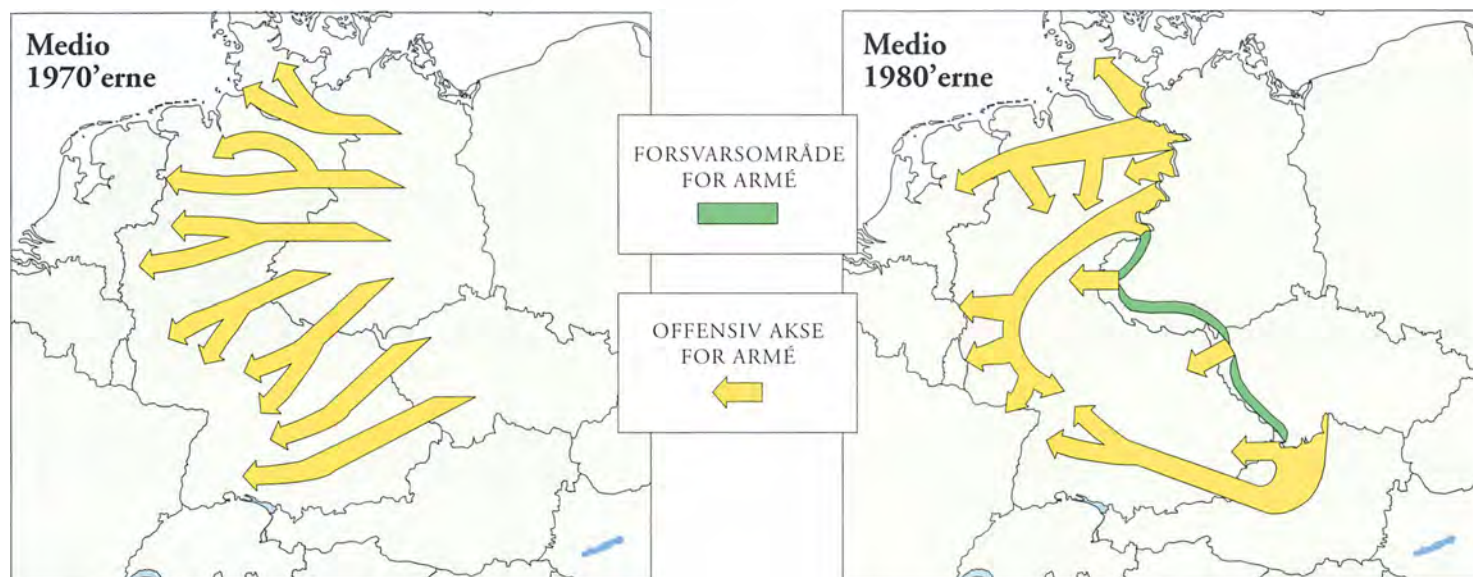 Medio
1970'erne
FORSVARSOMRÅDE
FOR ARMÉ
OFFENSIV AKSE
FOR ARMÉ
Medio
1980'erne